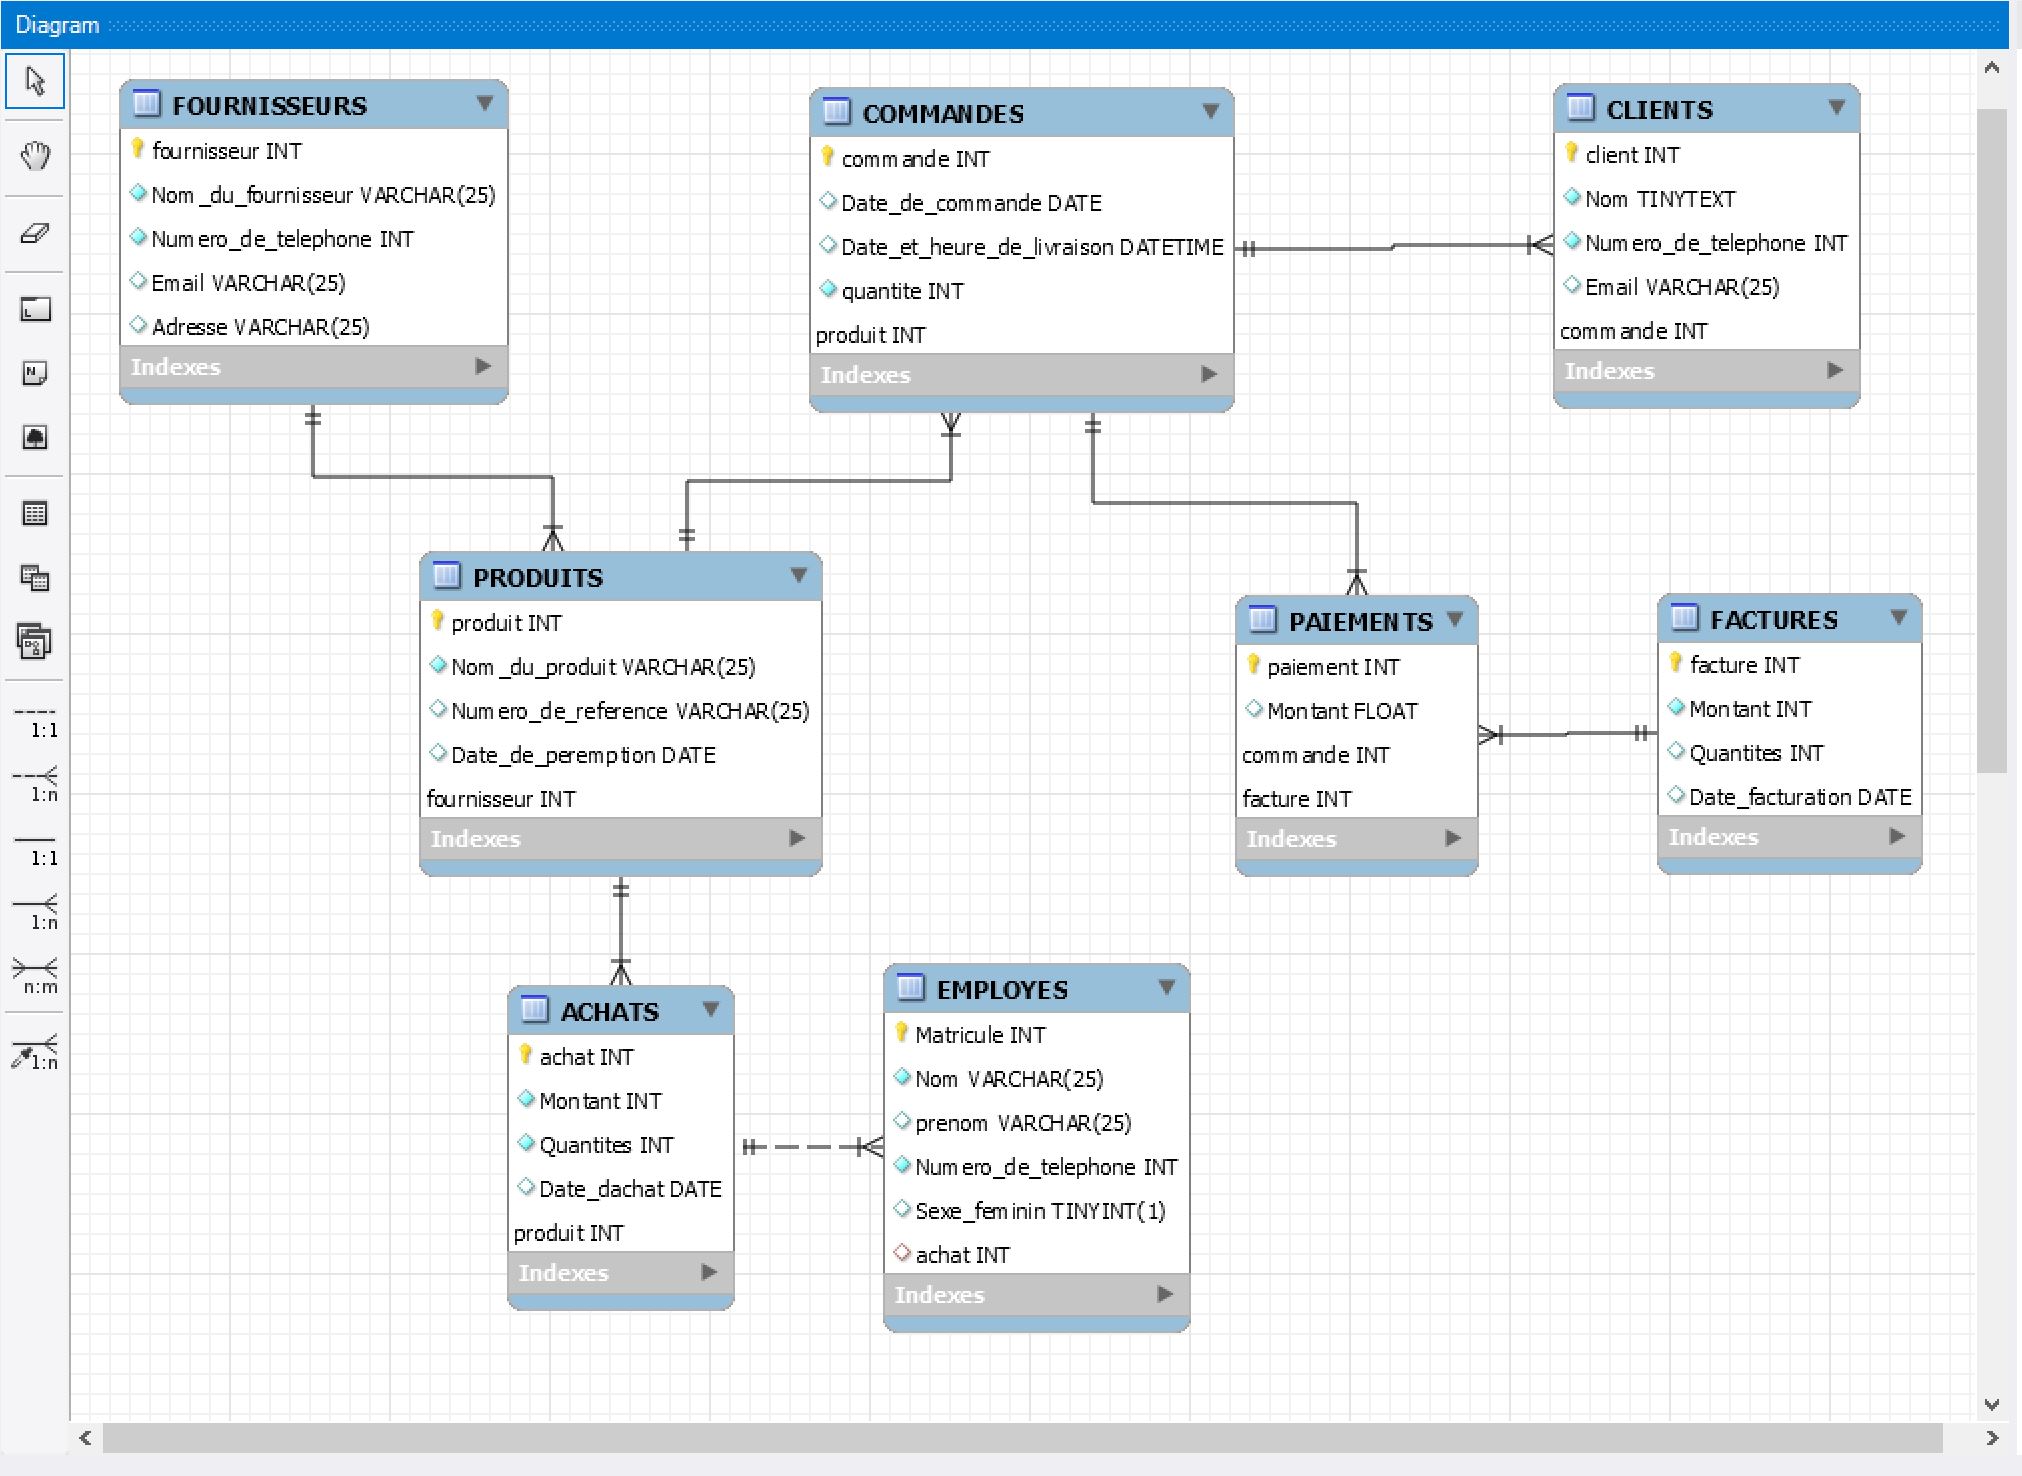 Diagram
FOURNISSEURS
fournisseur INT
Nom_du_fournisseur VARCHAR(25)
Numero_de_telephone INT
Email VARCHAR(25)
Adresse VARCHAR(25)
Indexes
COMMANDES
commande INT
Date_de_commande DATE
Date_et_heure_de_livraison DATETIME
quantite INT
produit INT
Indexes
CLIENTS
client INT
Nom TINYTEXT
Numero_de_telephone INT
Email VARCHAR(25)
commande INT
Indexes
PRODUITS
produit INT
Nom_du_produit VARCHAR(25)
Numero_de_reference VARCHAR(25)
Date_de_peremption DATE
fournisseur INT
Indexes
PAIEMENTS
paiement INT
Montant FLOAT
commande INT
facture INT
Indexes
FACTURES
facture INT
Montant INT
Quantites INT
Date_facturation DATE
Indexes
ACHATS
achat INT
Montant INT
Quantites INT
Date_dachat DATE
produit INT
Indexes
EMPLOYES
Matricule INT
Nom VARCHAR(25)
prenom VARCHAR(25)
Numero_de_telephone INT
Sexe_feminin TINYINT(1)
achat INT
Indexes
1:1
1:n
1:1
1:n
n:m
1:n